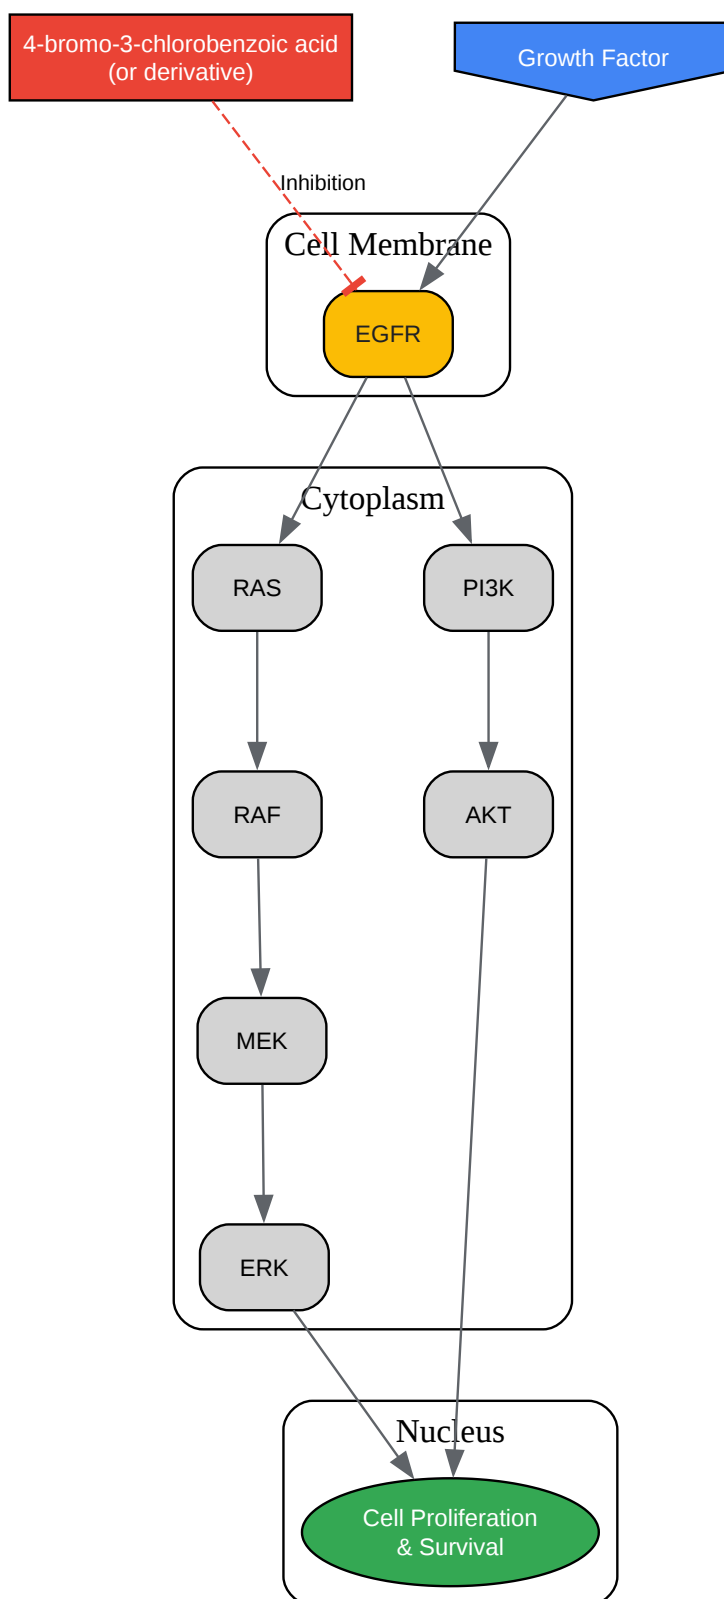 4-bromo-3-chlorobenzoic acid
(or derivative)
Growth Factor
Inhibition
Cell Membrane
EGFR
Cytoplasm
RAS
PI3K
RAF
AKT
MEK
ERK
Nucleus
Cell Proliferation
& Survival